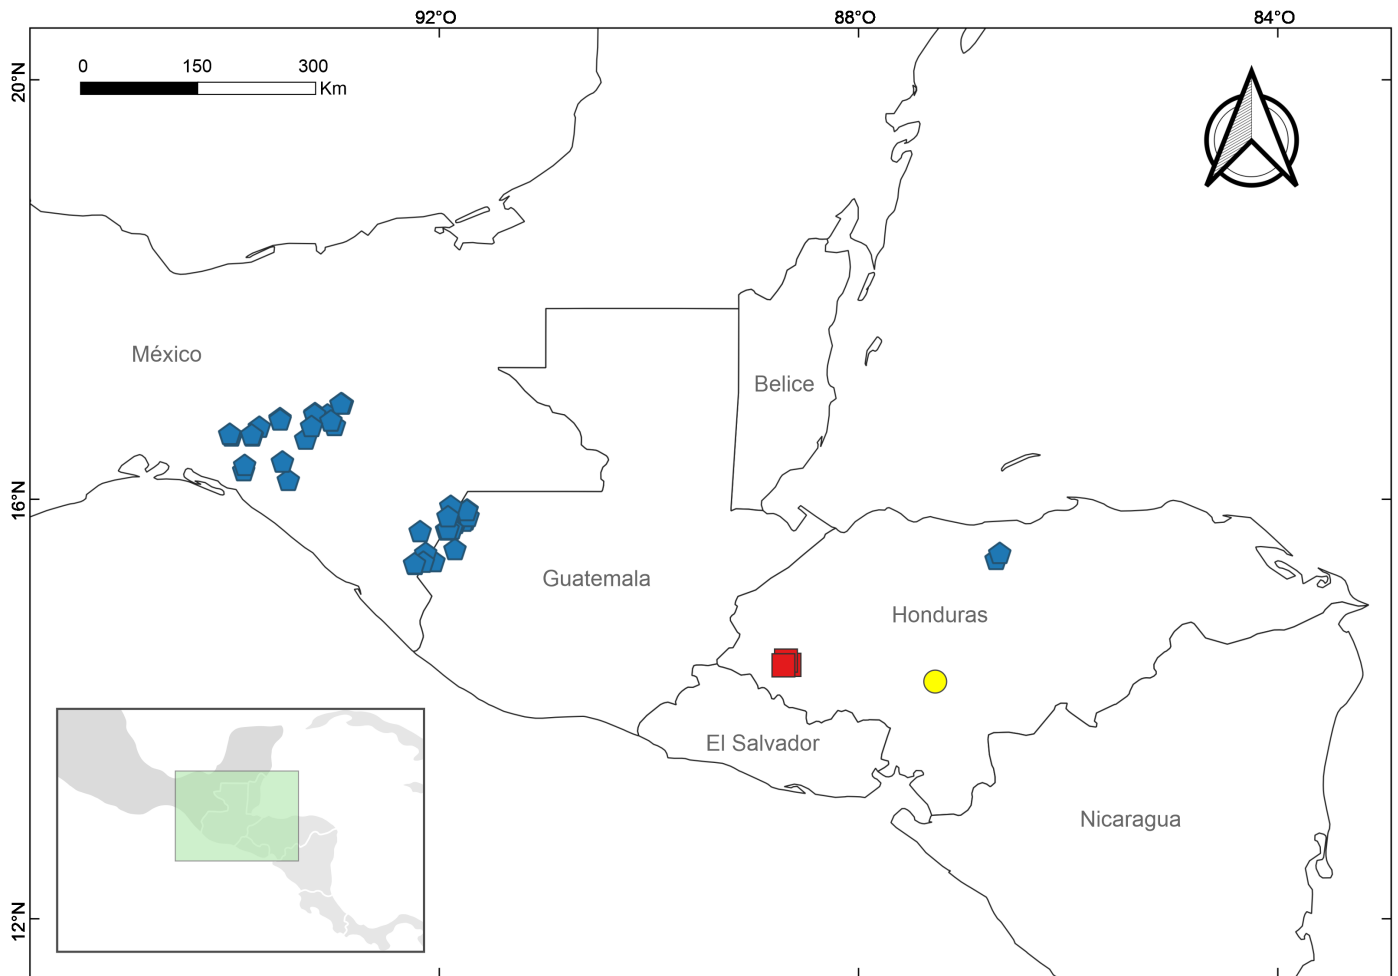 92°O 88°O 84°O
0 150 300
Km
20°N
México
Belice
16°N
Guatemala
Honduras
El Salvador
Nicaragua
12°N